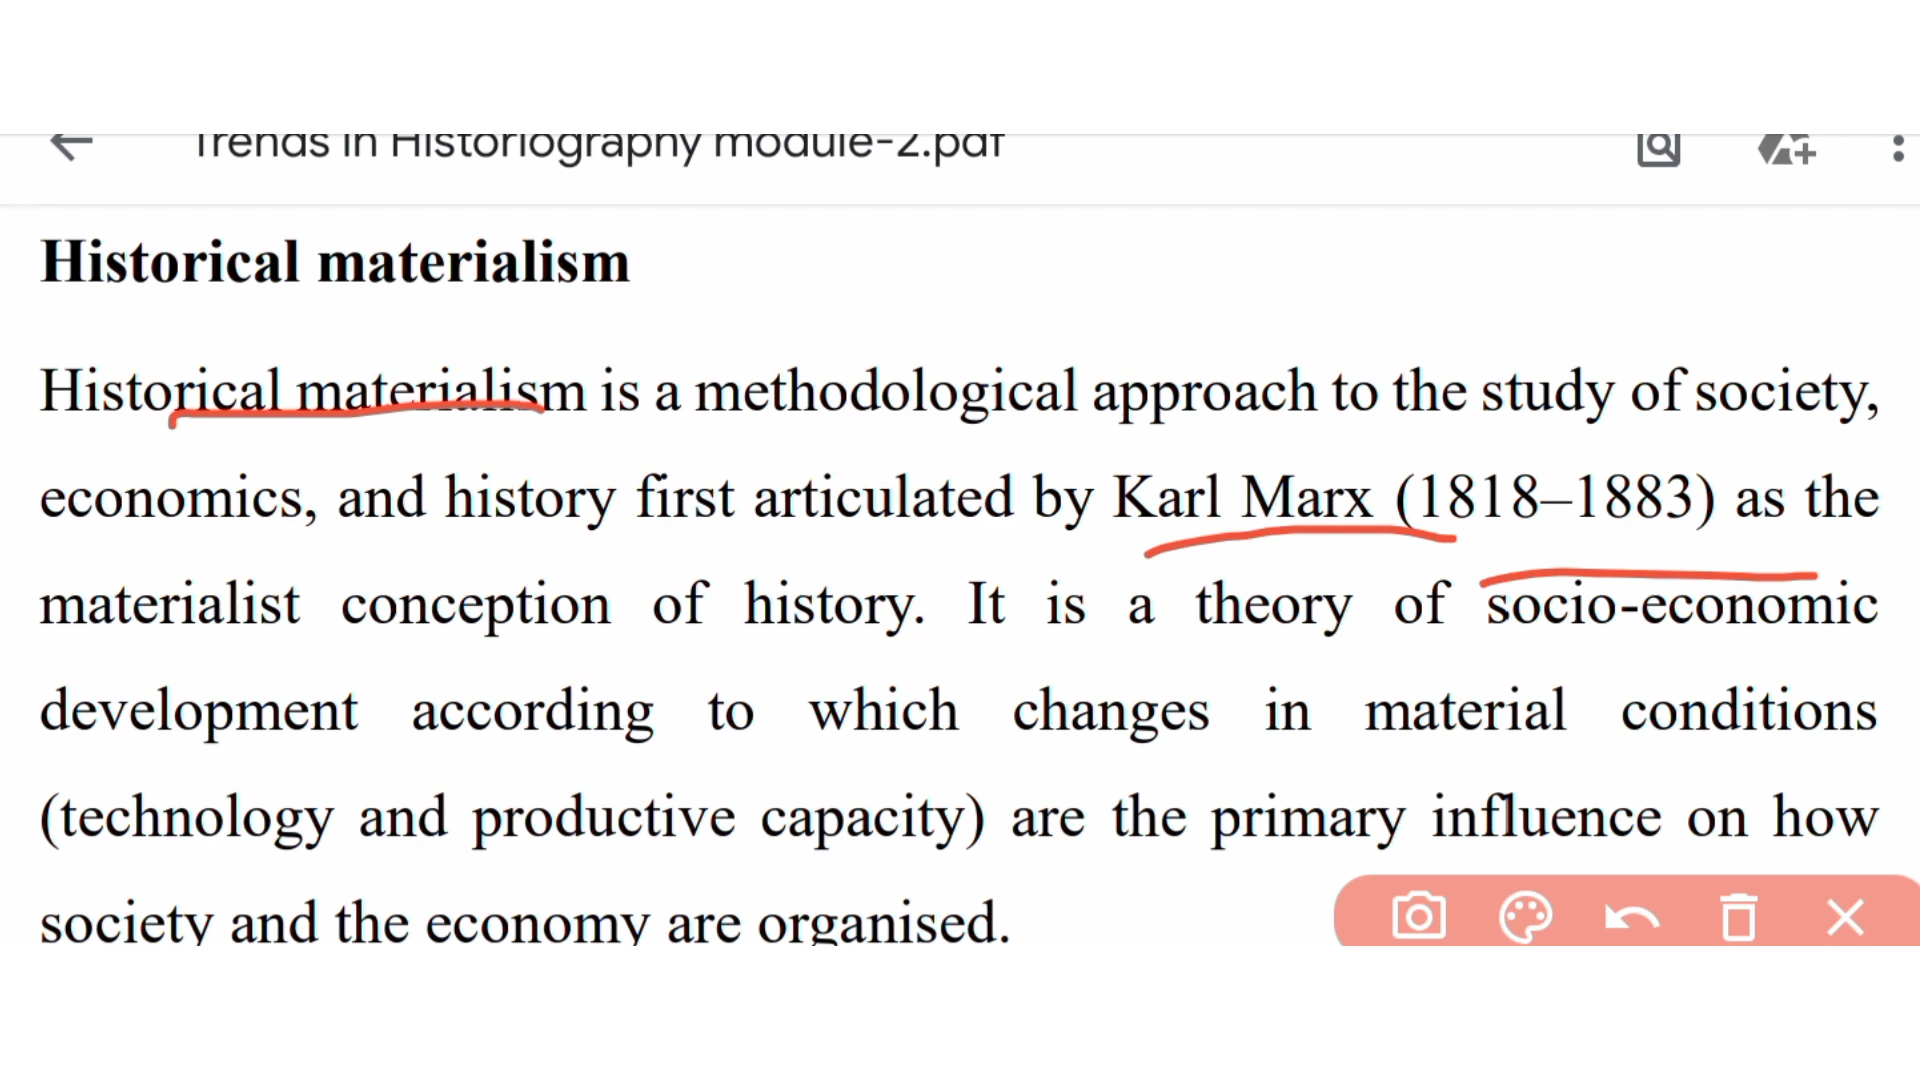 Trends in Historiography module-2.pdf
Historical materialism
Historical materialism is a methodological approach to the study of society,
economics, and history first articulated by Karl Marx (1818–1883) as the
materialist conception of history. It is a theory of socio-economic
development according to which changes in material conditions
(technology and productive capacity) are the primary influence on how
society and the economy are organised.